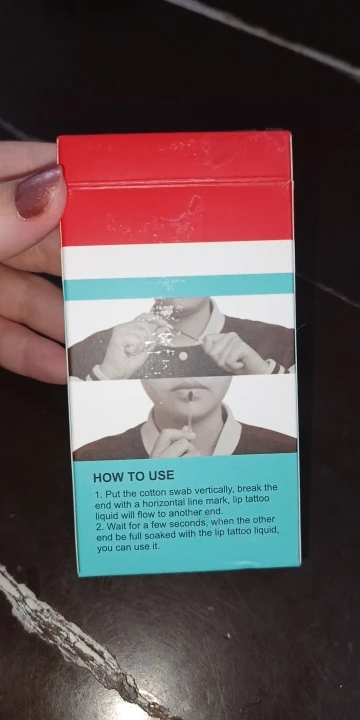 HOW TO USE
1. Put the cotton swab vertically, break the
end with a horizontal line mark, lip tattoo
liquid will flow to another end.
2. Wait for a few seconds, when the other
end be full soaked with the lip tattoo liquid,
you can use it.